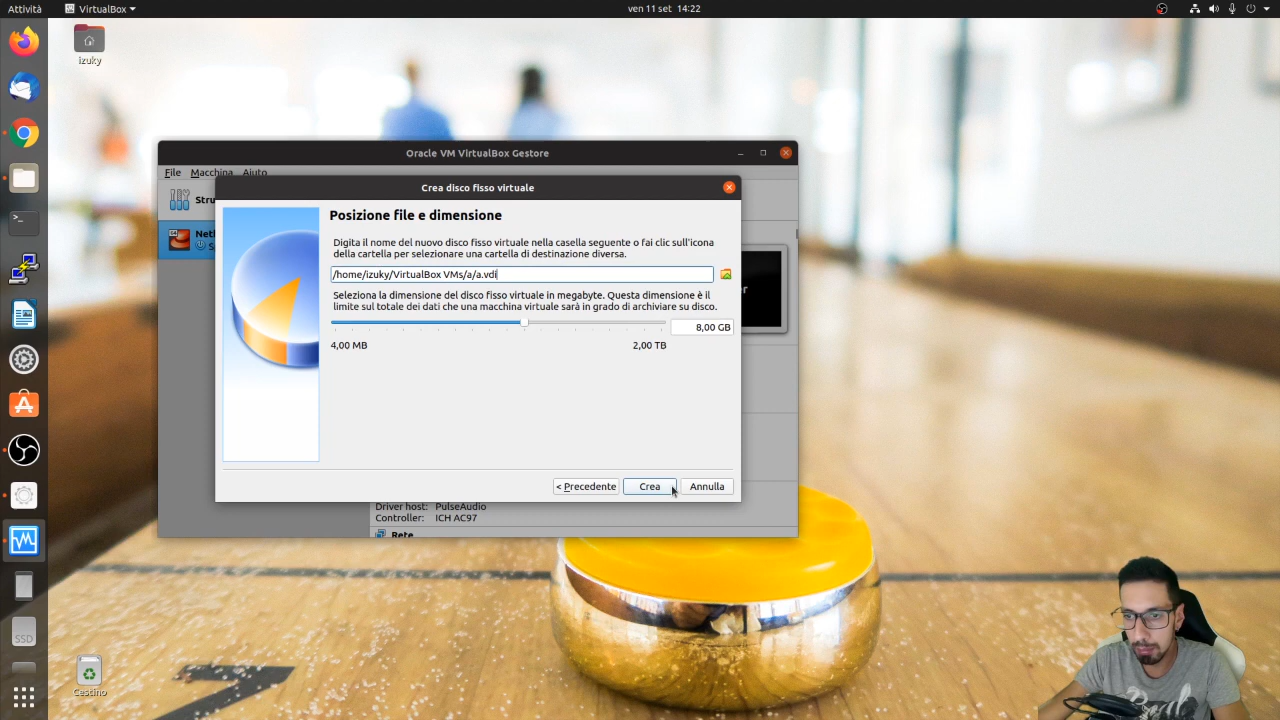 Attività
VirtualBox
ven 11 set 14:22
izuky
Oracle VM VirtualBox Gestore
File Macchina Aiuto
Crea disco fisso virtuale
Posizione file e dimensione
Digita il nome del nuovo disco fisso virtuale nella casella seguente o fai clic sull'icona
della cartella per selezionare una cartella di destinazione diversa.
/home/izuky/VirtualBox VMs/a/a.vdi
Seleziona la dimensione del disco fisso virtuale in megabyte. Questa dimensione è il
limite sul totale dei dati che una macchina virtuale sarà in grado di archiviare su disco.
8,00 GB
4,00 MB
2,00 TB
< Precedente
Crea
Annulla
Driver host: PulseAudio
Controller: ICH AC97
Rete
SSD
Cestino
7